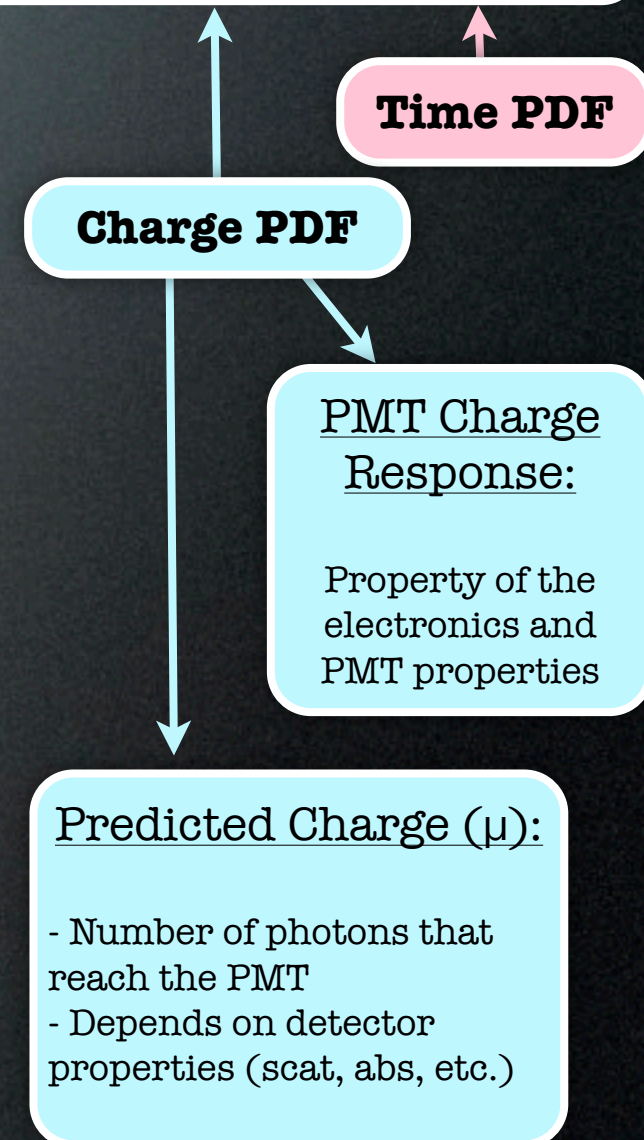 Time PDF
Charge PDF
PMT Charge
Response:
Property of the
electronics and
PMT properties
Predicted Charge (μ):
- Number of photons that
reach the PMT
- Depends on detector
properties (scat, abs, etc.)